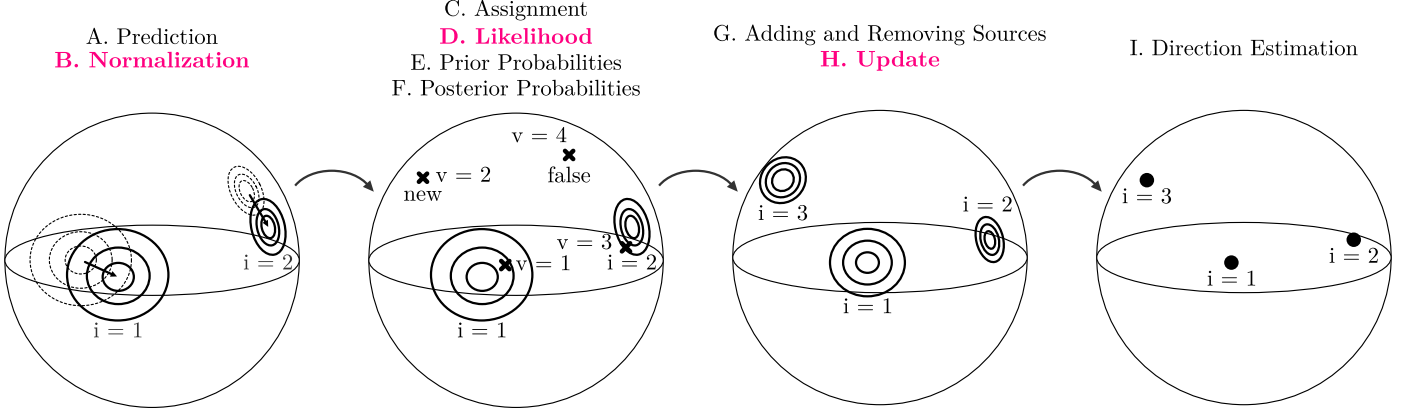 A. Prediction
B. Normalization
C. Assignment
D. Likelihood
E. Prior Probabilities
F. Posterior Probabilities
G. Adding and Removing Sources
H. Update
I. Direction Estimation
i = 2
i = 1
v = 4
false
v = 2
new
v = 3
i = 2
v = 1
i = 1
i = 3
i = 2
i = 1
i = 3
i = 2
i = 1